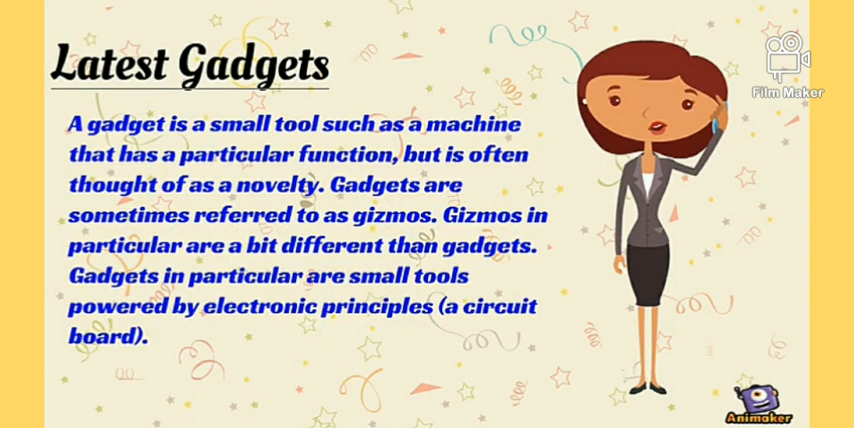 Latest Gadgets
Film Maker
A gadget is a small tool such as a machine
that has a particular function, but is often
thought of as a novelty. Gadgets are
sometimes referred to as gizmos. Gizmos in
particular are a bit different than gadgets.
Gadgets in particular are small tools
powered by electronic principles (a circuit
board).
Animaker